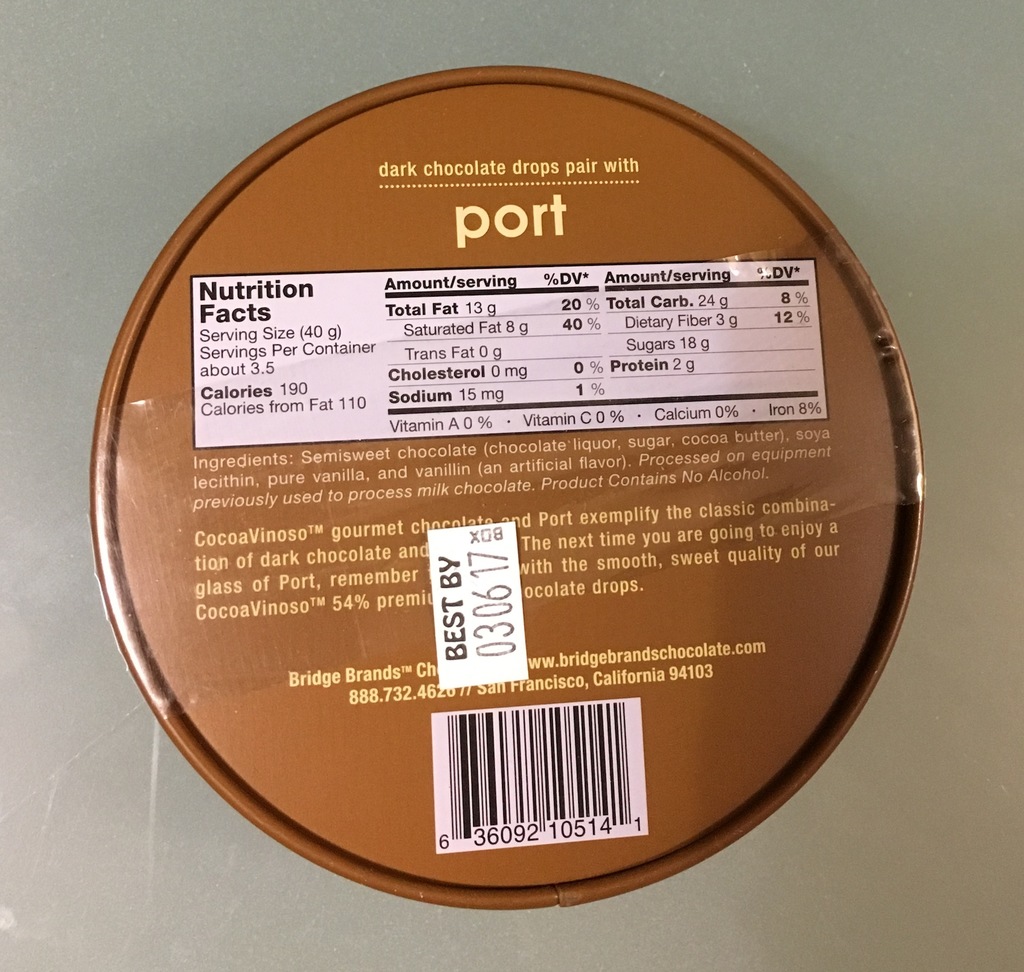 dark chocolate drops pair with
port
Nutrition
Facts
Serving Size (40 g)
Servings Per Container
about 3.5
Calories 190
Calories from Fat 110
Amount/serving %DV*
Total Fat 13 g 20 %
Saturated Fat 8 g 40 %
Trans Fat 0 g
Cholesterol 0 mg 0 %
Sodium 15 mg 1 %
Amount/serving %DV*
Total Carb. 24 g 8 %
Dietary Fiber 3 g 12 %
Sugars 18 g
Protein 2 g
Vitamin A 0 % · Vitamin C 0 % · Calcium 0% · Iron 8%
Ingredients: Semisweet chocolate (chocolate liquor, sugar, cocoa butter), soya
lecithin, pure vanilla, and vanillin (an artificial flavor). Processed on equipment
previously used to process milk chocolate. Product Contains No Alcohol.
CocoaVinoso™ gourmet chocolate and Port exemplify the classic combina-
tion of dark chocolate and The next time you are going to enjoy a
glass of Port, remember with the smooth, sweet quality of our
CocoaVinoso™ 54% drops.
BEST BY
030617
X08
Bridge Brands™ www.bridgebrandschocolate.com
888.732.4626 // San Francisco, California 94103
6 36092 10514 1